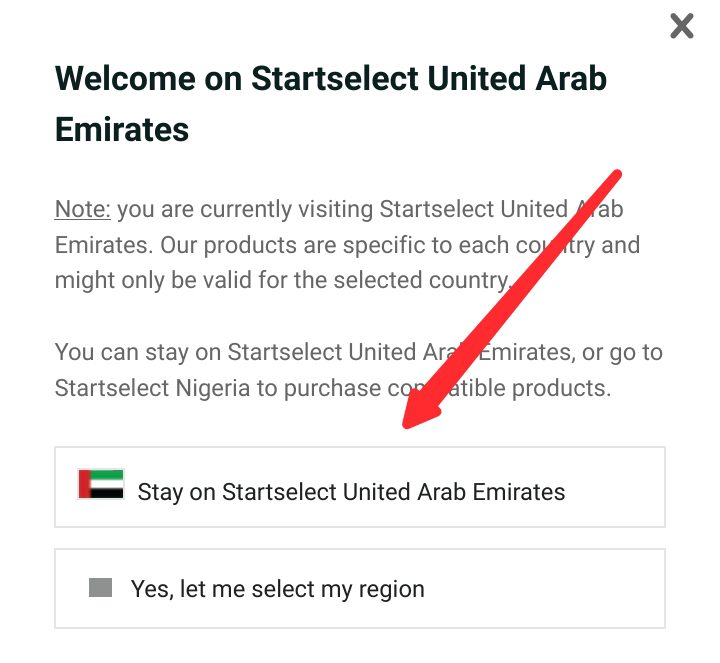 Welcome on Startselect United Arab
Emirates
Note: you are currently visiting Startselect United Arab
Emirates. Our products are specific to each country and
might only be valid for the selected country.
You can stay on Startselect United Arab Emirates, or go to
Startselect Nigeria to purchase compatible products.
Stay on Startselect United Arab Emirates
Yes, let me select my region